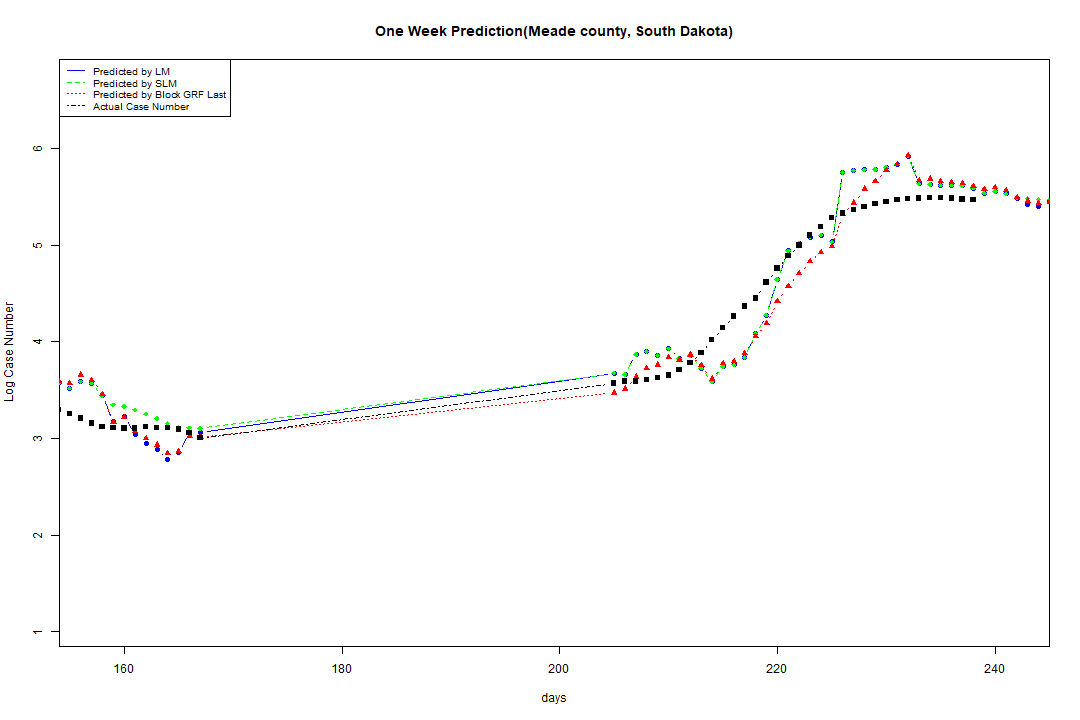 One Week Prediction(Meade county, South Dakota)
Predicted by LM
Predicted by SLM
Predicted by Block GRF Last
Actual Case Number
Log Case Number
6
5
4
3
2
1
160 180 200 220 240
days